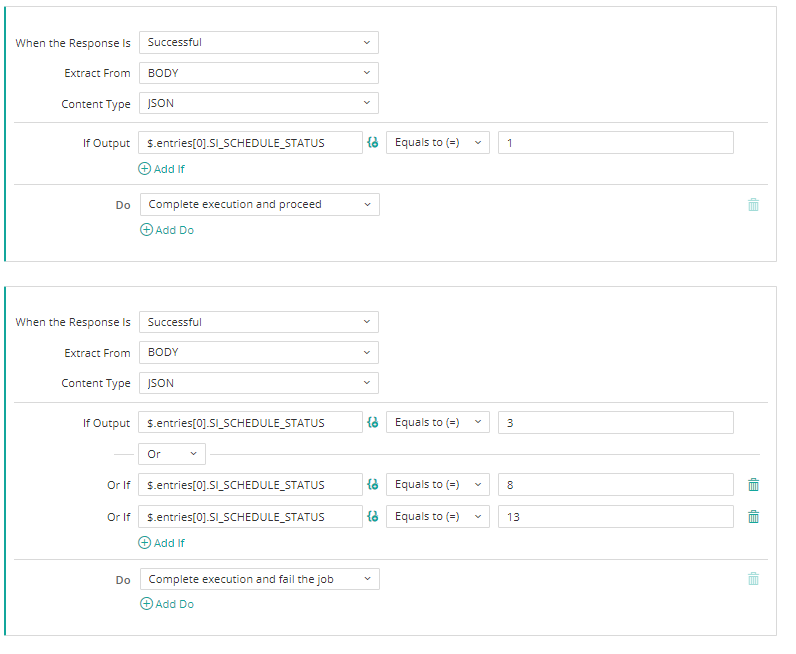 When the Response Is Successful
Extract From BODY
Content Type JSON
If Output $.entries[0].SI_SCHEDULE_STATUS Equals to (=) 1
Add If
Do Complete execution and proceed
Add Do
When the Response Is Successful
Extract From BODY
Content Type JSON
If Output $.entries[0].SI_SCHEDULE_STATUS Equals to (=) 3
Or
Or If $.entries[0].SI_SCHEDULE_STATUS Equals to (=) 8
Or If $.entries[0].SI_SCHEDULE_STATUS Equals to (=) 13
Add If
Do Complete execution and fail the job
Add Do